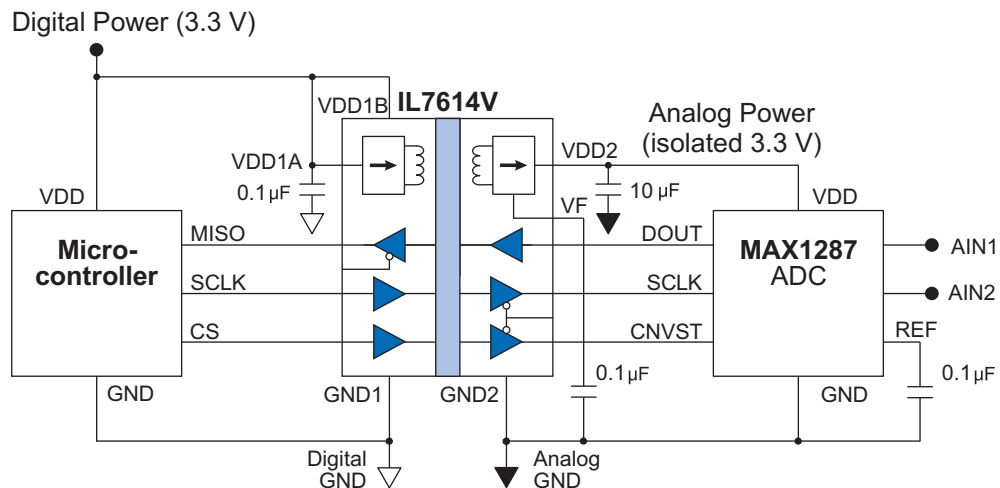 Digital Power (3.3 V)
VDD1B
IL7614V
Analog Power
(isolated 3.3 V)
VDD1A
VDD2
0.1 µF
10 µF
VDD
VF
VDD
Micro-
controller
MISO
DOUT
MAX1287
ADC
AIN1
SCLK
SCLK
AIN2
CS
CNVST
REF
0.1 µF
0.1 µF
GND
GND1
GND2
GND
Digital
GND
Analog
GND